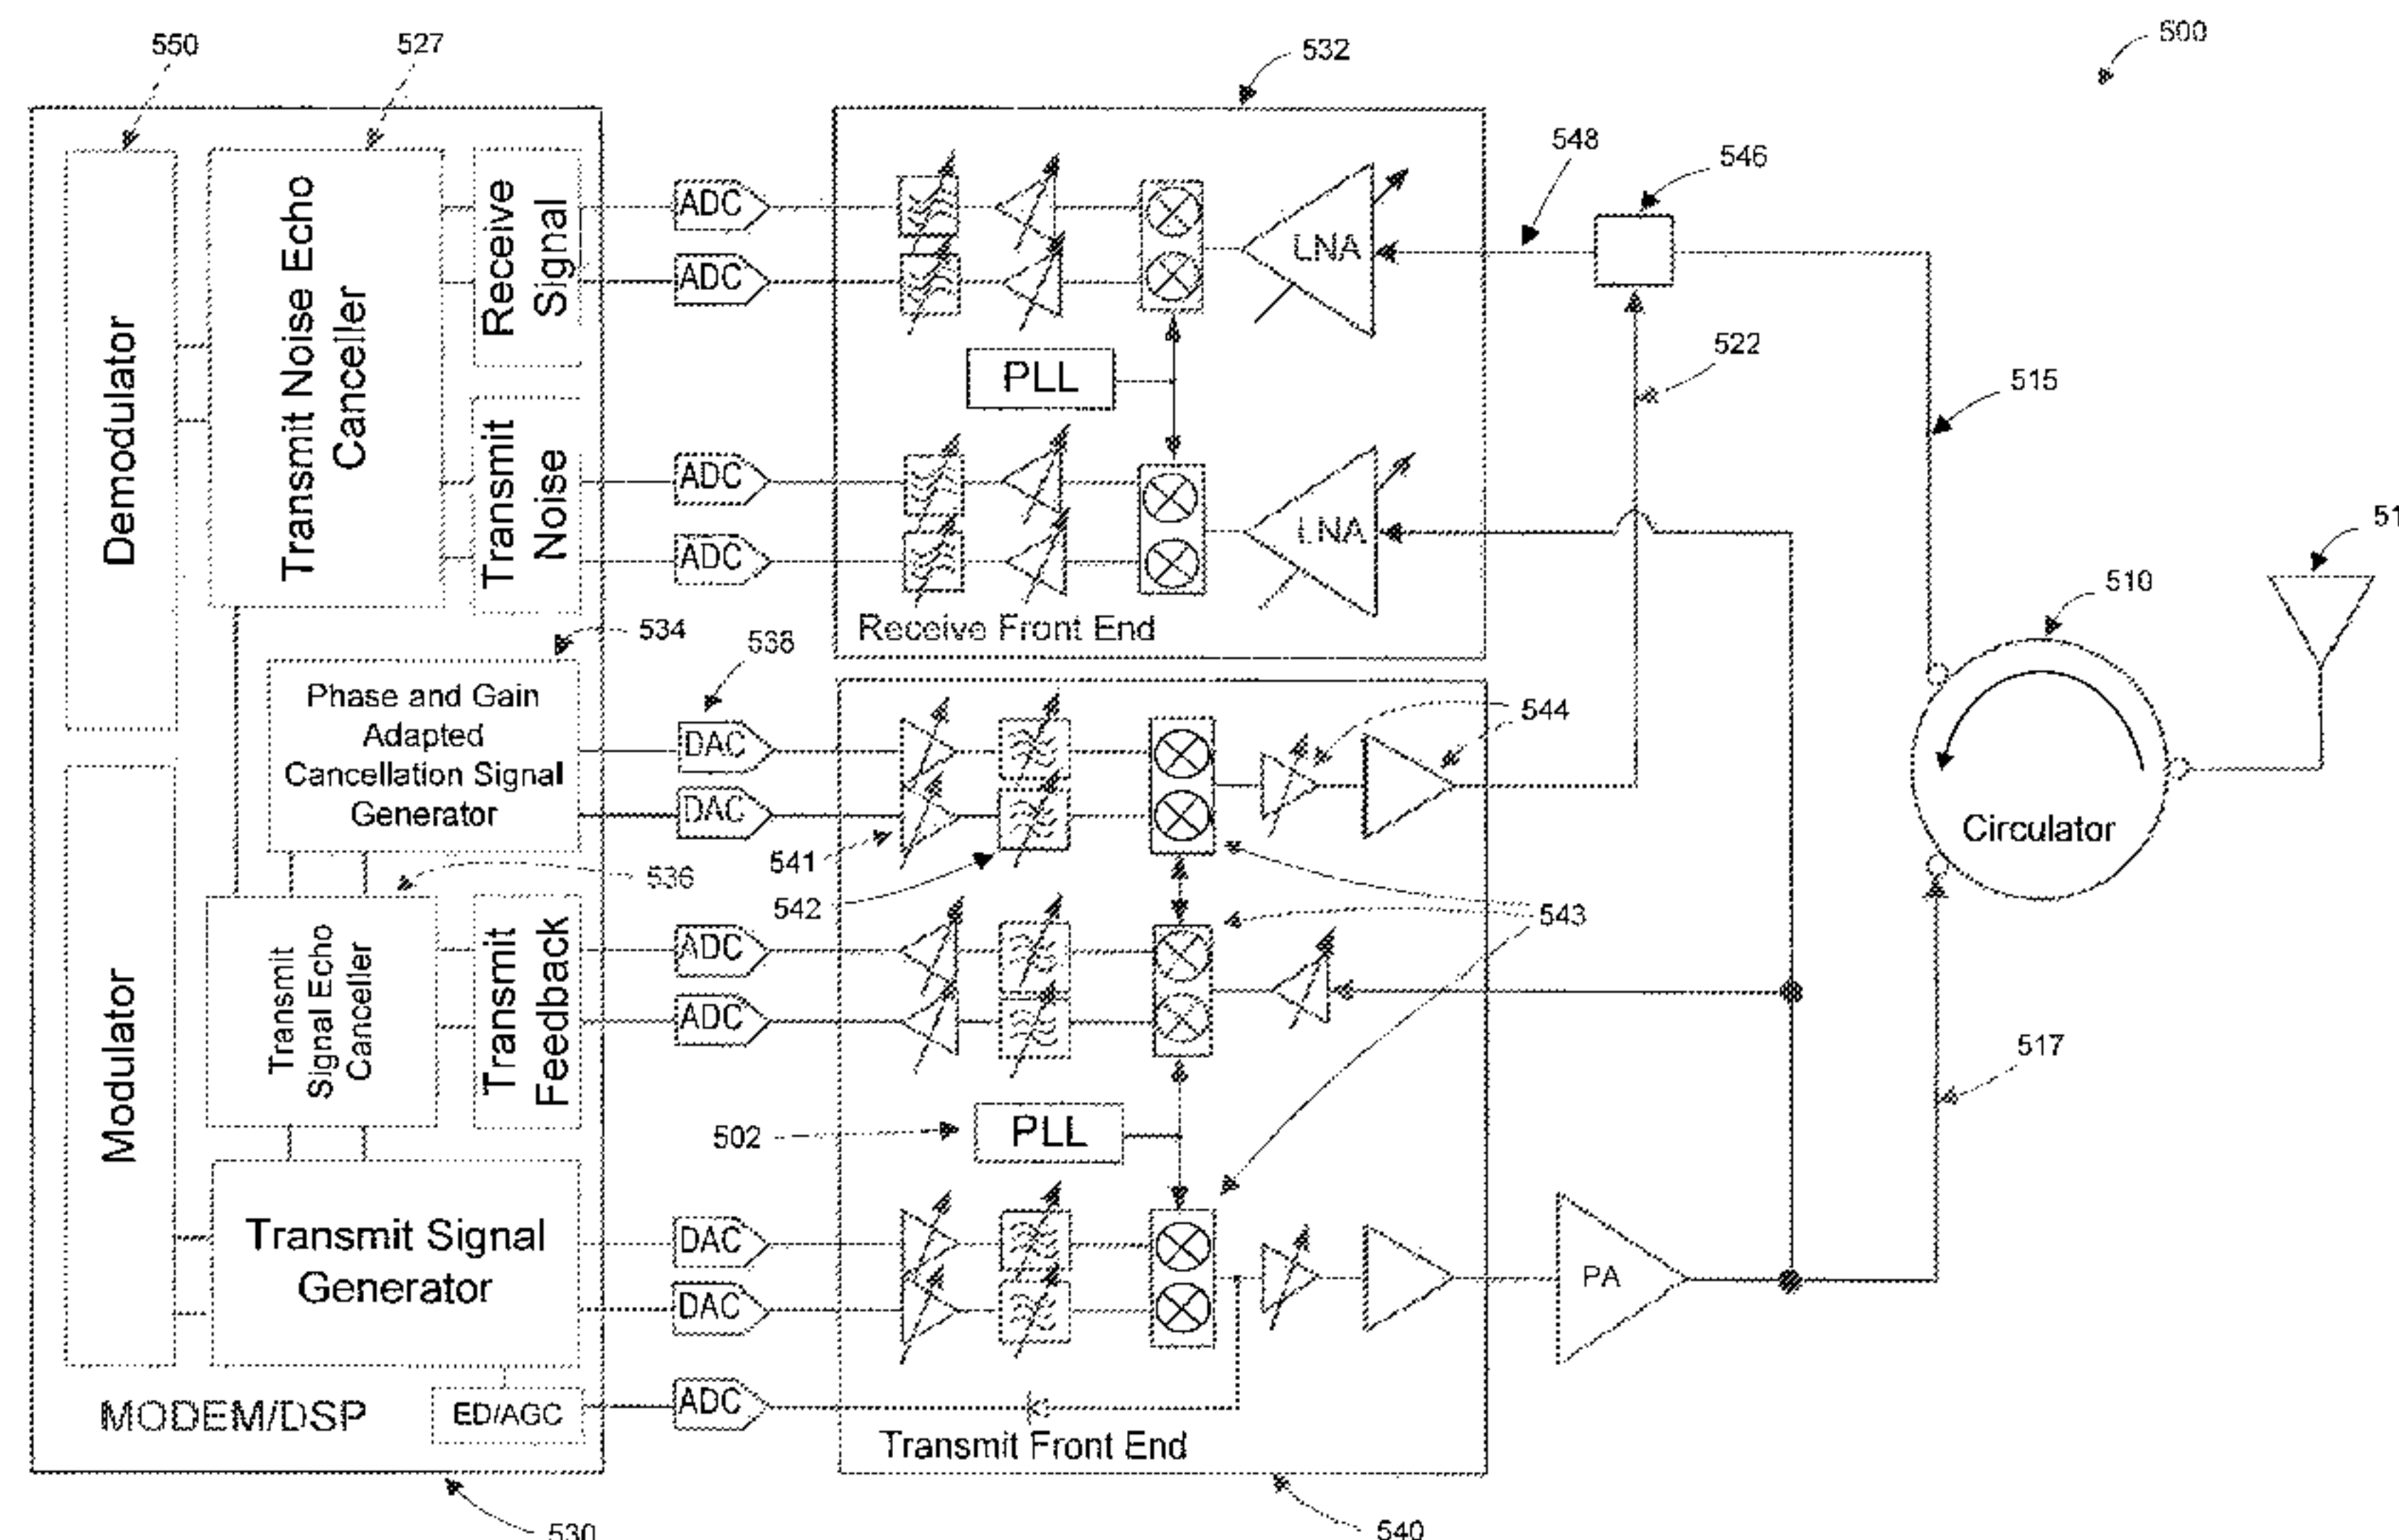 550
527
532
500
548
546
Demodulator
Transmit Noise Echo
Canceller
Receive
Signal
ADC
ADC
LNA
PLL
522
515
Transmit
Noise
ADC
ADC
LNA
Receive Front End
510
51
534
538
Phase and Gain
Adapted
Cancellation Signal
Generator
DAC
DAC
541
542
544
543
Circulator
536
Modulator
Transmit
Signal Echo
Canceller
Transmit
Feedback
ADC
ADC
502
PLL
517
Transmit Signal
Generator
DAC
DAC
PA
MODEM/DSP
ED/AGC
ADC
Transmit Front End
530
540